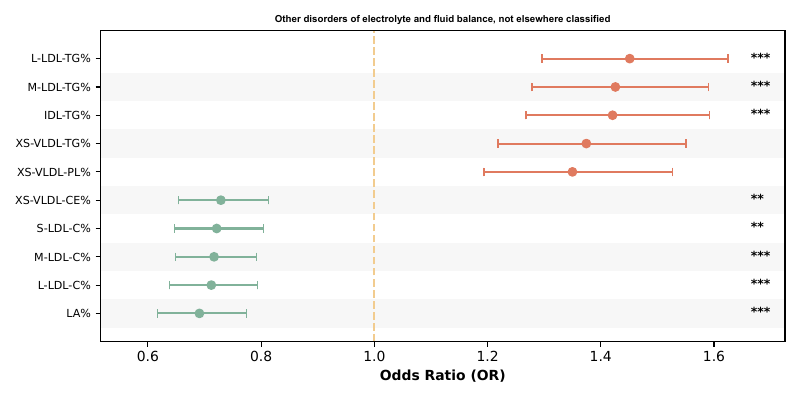 Other disorders of electrolyte and fluid balance, not elsewhere classified
L-LDL-TG% ***
M-LDL-TG% ***
IDL-TG% ***
XS-VLDL-TG%
XS-VLDL-PL%
XS-VLDL-CE% **
S-LDL-C% **
M-LDL-C% ***
L-LDL-C% ***
LA% ***
0.6 0.8 1.0 1.2 1.4 1.6
Odds Ratio (OR)